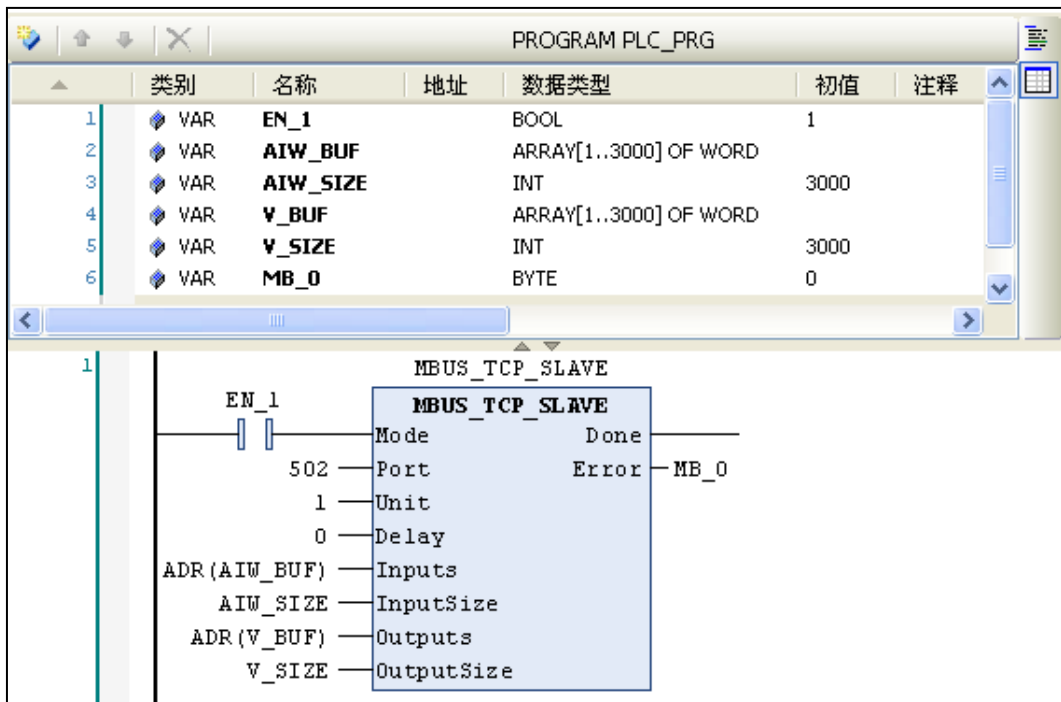 PROGRAM PLC_PRG
类别 名称 地址 数据类型 初值 注释
1 VAR EN_1 BOOL 1
2 VAR AIW_BUF ARRAY[1..3000] OF WORD
3 VAR AIW_SIZE INT 3000
4 VAR V_BUF ARRAY[1..3000] OF WORD
5 VAR V_SIZE INT 3000
6 VAR MB_0 BYTE 0
1 MBUS_TCP_SLAVE
EN_1 MBUS_TCP_SLAVE
Mode Done
502 Port Error MB_0
1 Unit
0 Delay
ADR(AIW_BUF) Inputs
AIW_SIZE InputSize
ADR(V_BUF) Outputs
V_SIZE OutputSize